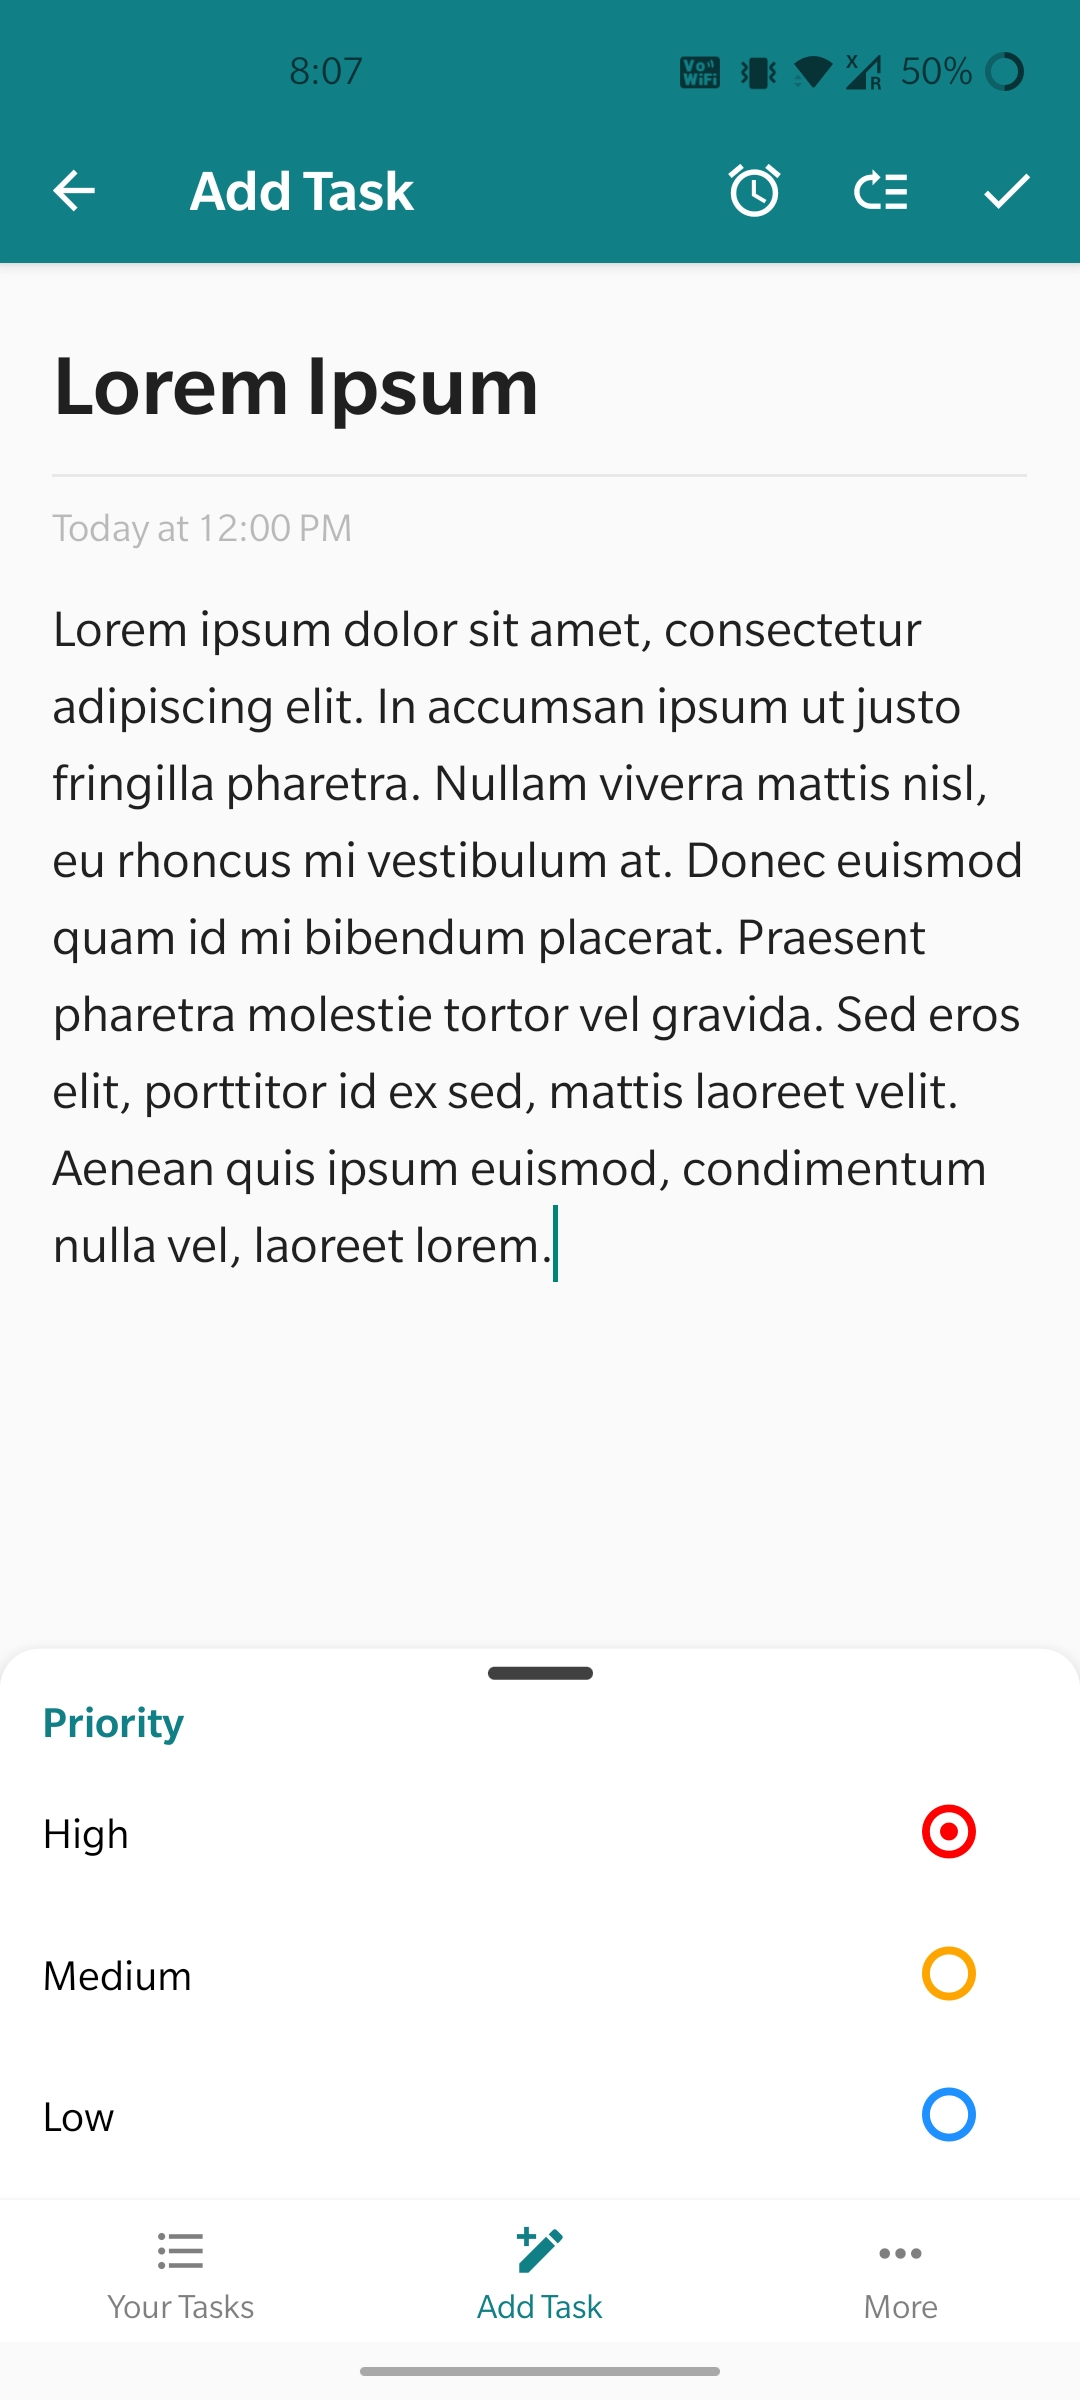 8:07
Vo WiFi
X
R
50%
Add Task
Lorem Ipsum
Today at 12:00 PM
Lorem ipsum dolor sit amet, consectetur
adipiscing elit. In accumsan ipsum ut justo
fringilla pharetra. Nullam viverra mattis nisl,
eu rhoncus mi vestibulum at. Donec euismod
quam id mi bibendum placerat. Praesent
pharetra molestie tortor vel gravida. Sed eros
elit, porttitor id ex sed, mattis laoreet velit.
Aenean quis ipsum euismod, condimentum
nulla vel, laoreet lorem.
Priority
High
Medium
Low
Your Tasks
Add Task
More